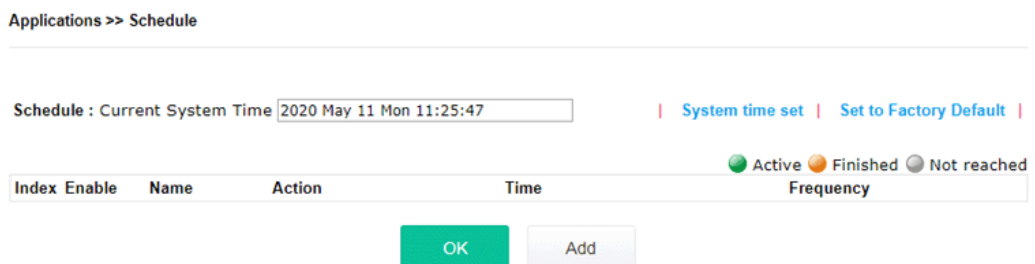 Applications >> Schedule
Schedule : Current System Time 2020 May 11 Mon 11:25:47 | System time set | Set to Factory Default |
Active Finished Not reached
Index Enable Name Action Time Frequency
OK Add